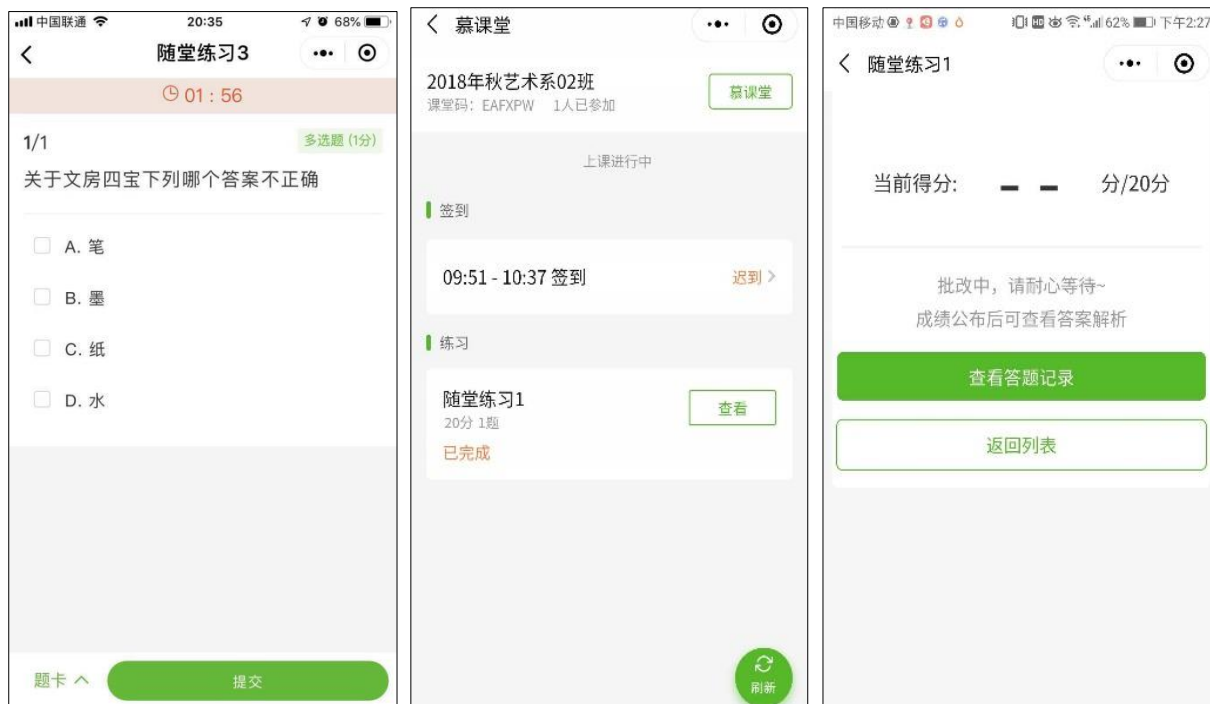 中国联通 20:35 68%
随堂练习3
01 : 56
1/1 多选题 (1分)
关于文房四宝下列哪个答案不正确
A. 笔
B. 墨
C. 纸
D. 水
题卡 提交
慕课堂
2018年秋艺术系02班 慕课堂
课堂码: EAFXPW 1人已参加
上课进行中
签到
09:51 - 10:37 签到 迟到
练习
随堂练习1 查看
20分 1题
已完成
刷新
中国移动 62% 下午2:27
随堂练习1
当前得分: – – 分/20分
批改中，请耐心等待~
成绩公布后可查看答案解析
查看答题记录
返回列表